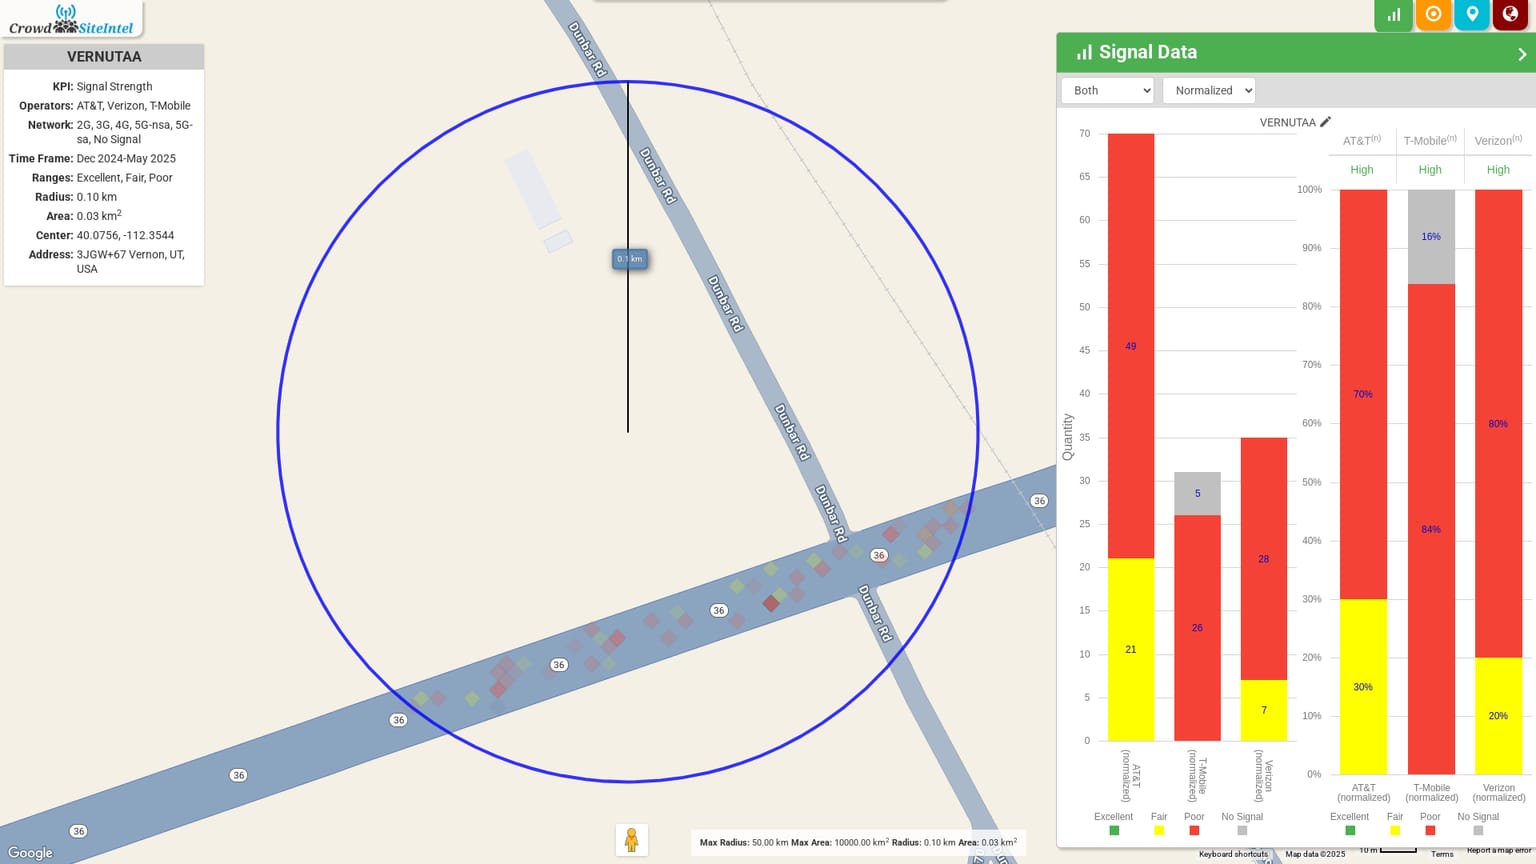 Crowd SiteIntel
VERNUTAA
KPI: Signal Strength
Operators: AT&T, Verizon, T-Mobile
Network: 2G, 3G, 4G, 5G-nsa, 5G-
sa, No Signal
Time Frame: Dec 2024-May 2025
Ranges: Excellent, Fair, Poor
Radius: 0.10 km
Area: 0.03 km2
Center: 40.0756, -112.3544
Address: 3JGW+67 Vernon, UT,
USA
Dunbar Rd
Dunbar Rd
0.1 km
Dunbar Rd
Dunbar Rd
Dunbar Rd
Dunbar Rd
36
36
36
36
36
36
36
Google
Max Radius: 50.00 km Max Area: 10000.00 km2 Radius: 0.10 km Area: 0.03 km2
Signal Data
Both
Normalized
VERNUTAA
Quantity
70
65
60
55
50
45
40
35
30
25
20
15
10
5
0
49
21
5
26
28
7
AT&T (normalized)
T-Mobile (normalized)
Verizon (normalized)
Excellent Fair Poor No Signal
AT&T(n) T-Mobile(n) Verizon(n)
High High High
100%
90%
80%
70%
60%
50%
40%
30%
20%
10%
0%
70%
30%
16%
84%
80%
20%
AT&T (normalized)
T-Mobile (normalized)
Verizon (normalized)
Excellent Fair Poor No Signal
Keyboard shortcuts Map data ©2025 10 m Terms Report a map error